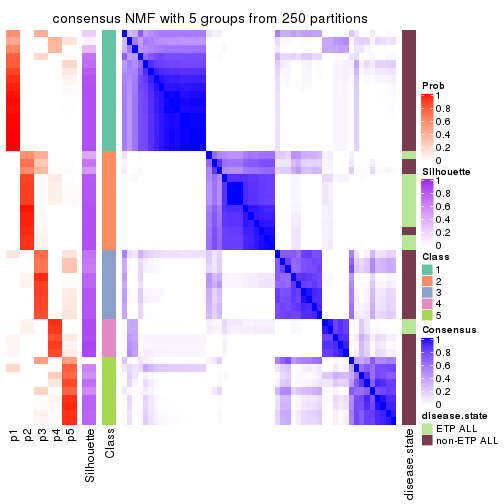 consensus NMF with 5 groups from 250 partitions
Prob
1
0.8
0.6
0.4
0.2
0
Silhouette
1
0.8
0.6
0.4
0.2
0
Class
1
2
3
4
5
Consensus
1
0.8
0.6
0.4
0.2
0
disease.state
ETP ALL
non-ETP ALL
p1
p2
p3
p4
p5
Silhouette
Class
disease.state